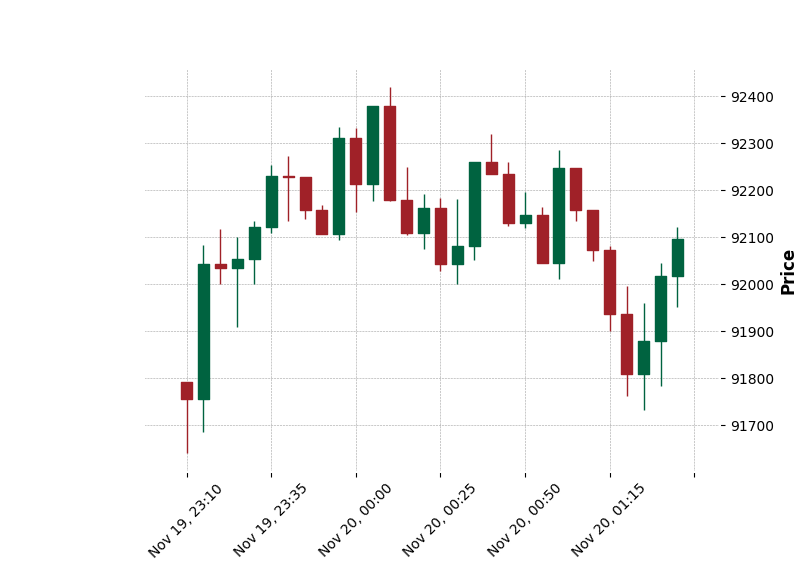 92400
92300
92200
92100
92000
91900
91800
91700
Price
Nov 19, 23:10
Nov 19, 23:35
Nov 20, 00:00
Nov 20, 00:25
Nov 20, 00:50
Nov 20, 01:15